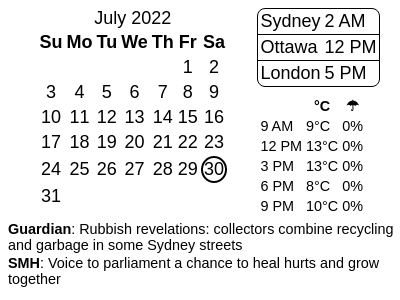 July 2022
Su Mo Tu We Th Fr Sa
1 2
3 4 5 6 7 8 9
10 11 12 13 14 15 16
17 18 19 20 21 22 23
24 25 26 27 28 29 30
31
Sydney 2 AM
Ottawa 12 PM
London 5 PM
°C ☂
9 AM 9°C 0%
12 PM 13°C 0%
3 PM 13°C 0%
6 PM 8°C 0%
9 PM 10°C 0%
Guardian: Rubbish revelations: collectors combine recycling
and garbage in some Sydney streets
SMH: Voice to parliament a chance to heal hurts and grow
together